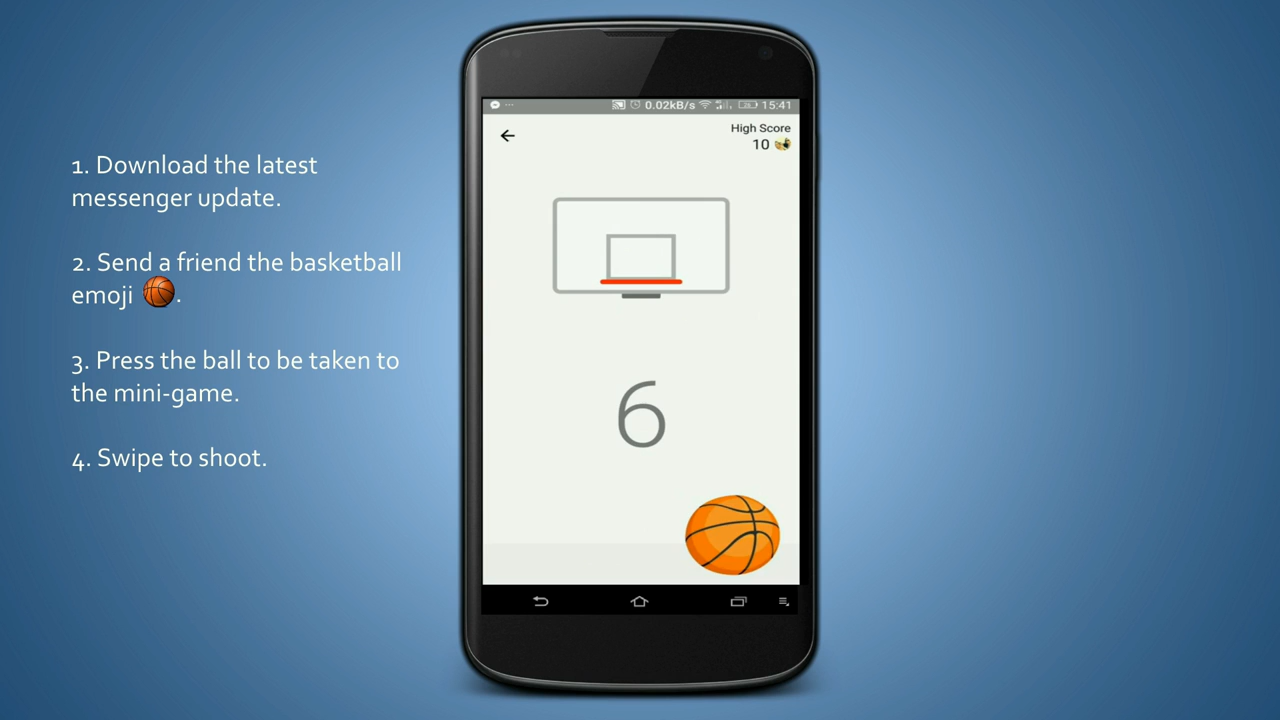 1. Download the latest
messenger update.
2. Send a friend the basketball
emoji 🏀.
3. Press the ball to be taken to
the mini-game.
4. Swipe to shoot.
0.02kB/s 15:41
High Score
10
6